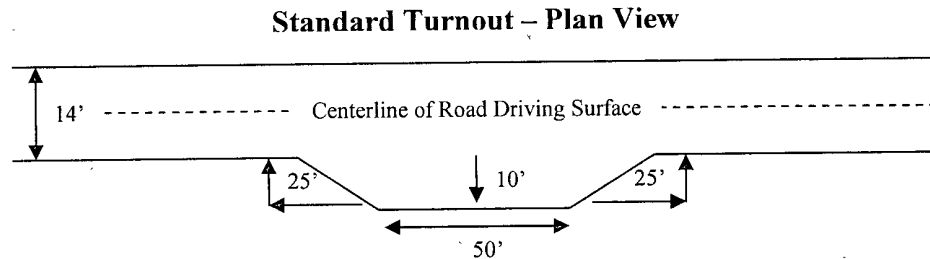 Standard Turnout – Plan View
14’
Centerline of Road Driving Surface
25’
10’
25’
50’